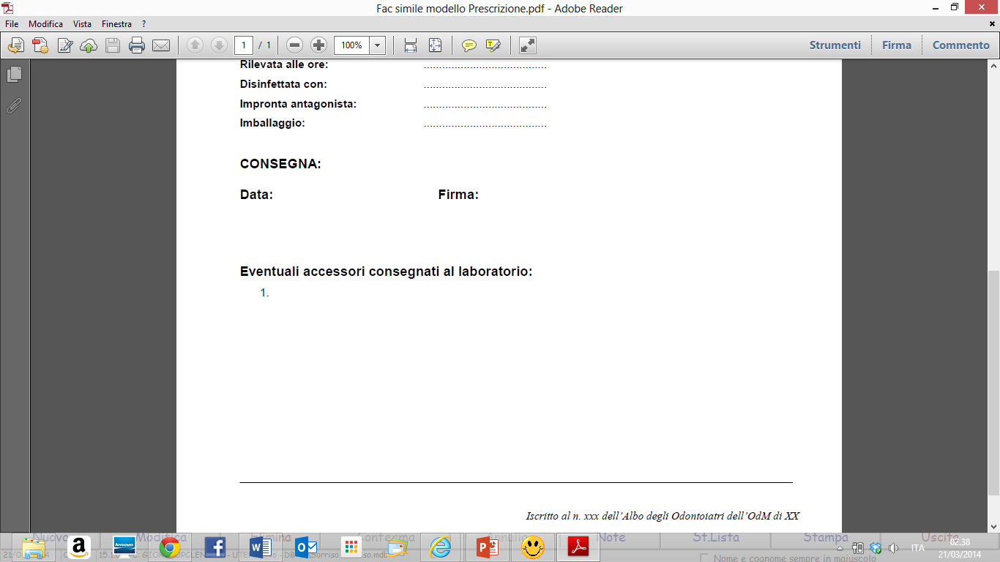 Fac simile modello Prescrizione.pdf - Adobe Reader
File Modifica Vista Finestra ?
1 / 1 100% Strumenti Firma Commento
Rilevata alle ore: ........................................
Disinfettata con: ........................................
Impronta antagonista: ........................................
Imballaggio: ........................................
CONSEGNA:
Data: Firma:
Eventuali accessori consegnati al laboratorio:
1.
Iscritto al n. xxx dell'Albo degli Odontoiatri dell'OdM di XX
Nuovo Modifica Elimina Conferma Annulla Note St.Lista Stampa Uscita
ITA 02.38
21/03/2014
Nome e cognome sempre in maiuscolo